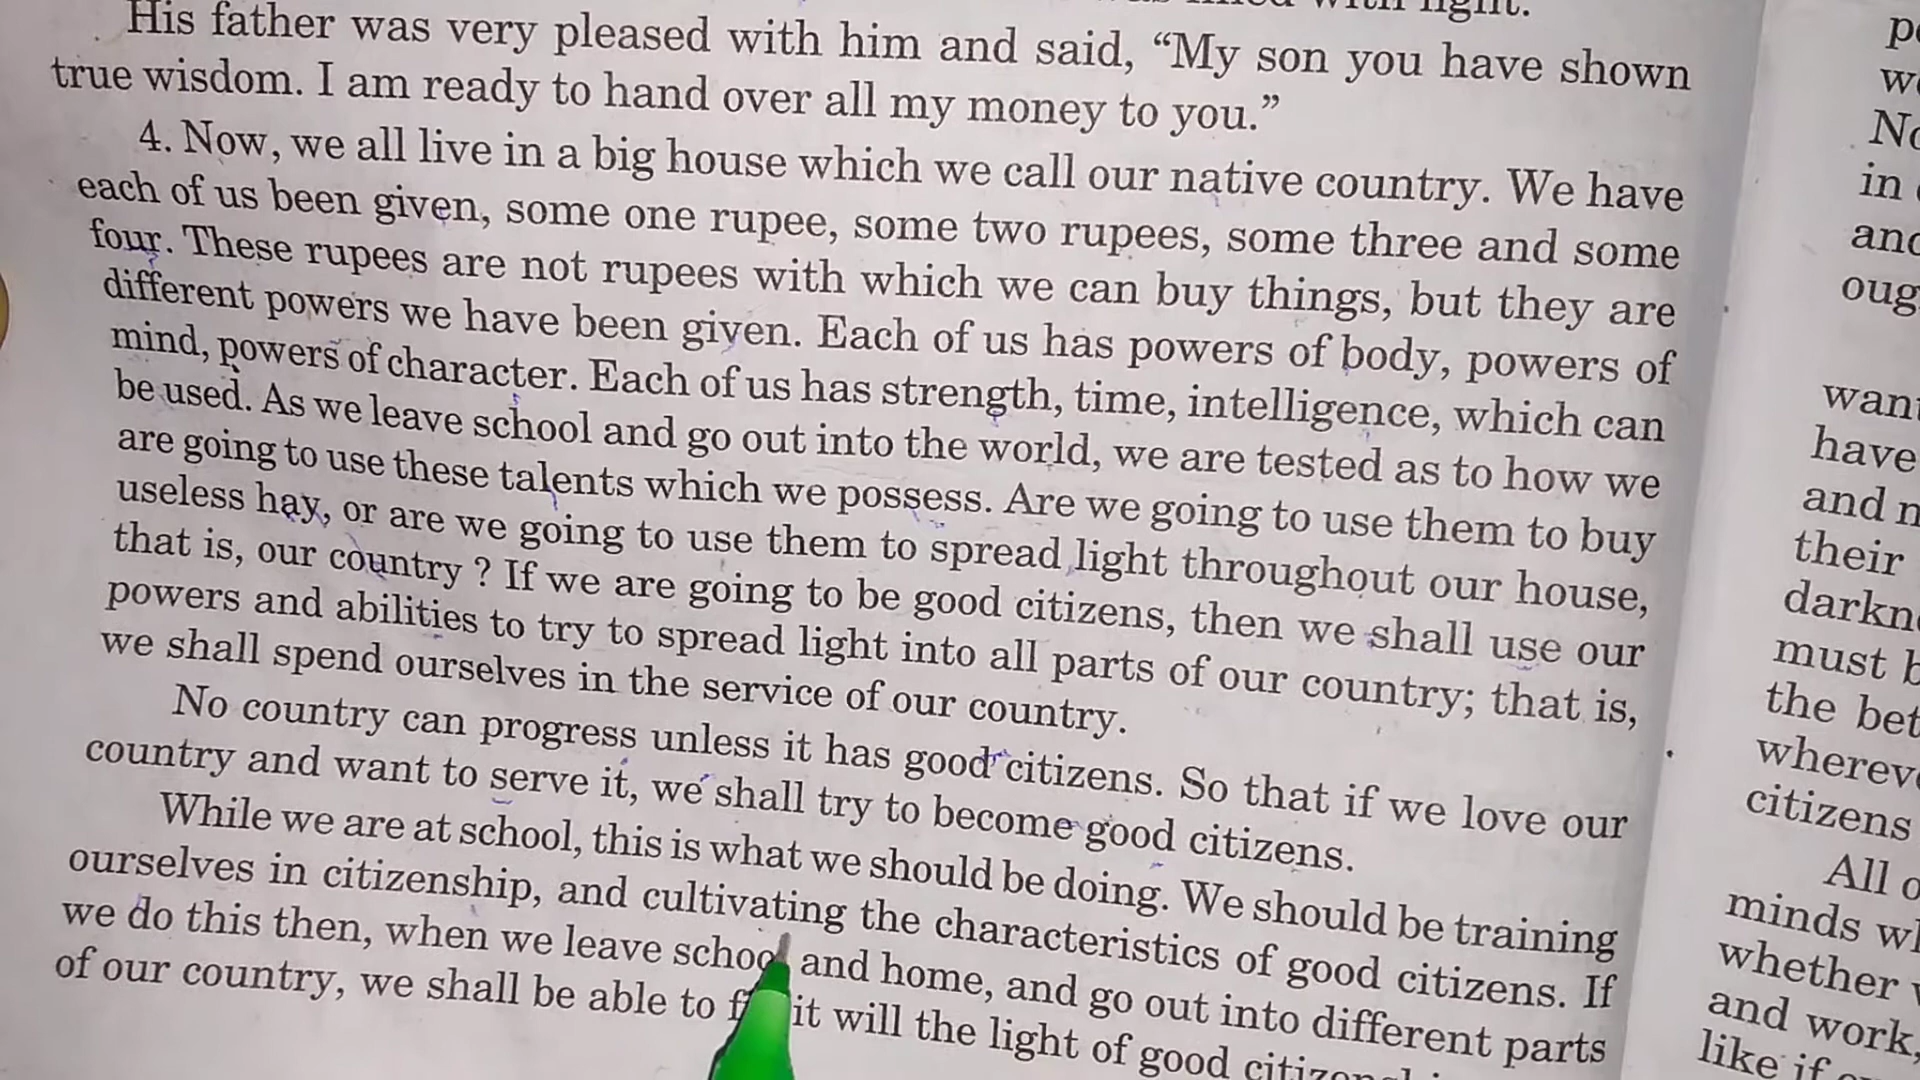 with light.
His father was very pleased with him and said, “My son you have shown
true wisdom. I am ready to hand over all my money to you.”
4. Now, we all live in a big house which we call our native country. We have
each of us been given, some one rupee, some two rupees, some three and some
four. These rupees are not rupees with which we can buy things, but they are
different powers we have been given. Each of us has powers of body, powers of
mind, powers of character. Each of us has strength, time, intelligence, which can
be used. As we leave school and go out into the world, we are tested as to how we
are going to use these talents which we possess. Are we going to use them to buy
useless hay, or are we going to use them to spread light throughout our house,
that is, our country ? If we are going to be good citizens, then we shall use our
powers and abilities to try to spread light into all parts of our country; that is,
we shall spend ourselves in the service of our country.
No country can progress unless it has good citizens. So that if we love our
country and want to serve it, we shall try to become good citizens.
While we are at school, this is what we should be doing. We should be training
ourselves in citizenship, and cultivating the characteristics of good citizens. If
we do this then, when we leave school and home, and go out into different parts
of our country, we shall be able to it will the light of good
No
in
want
have
and
their
must
the
citizens
All
minds
whether
and work,
like if